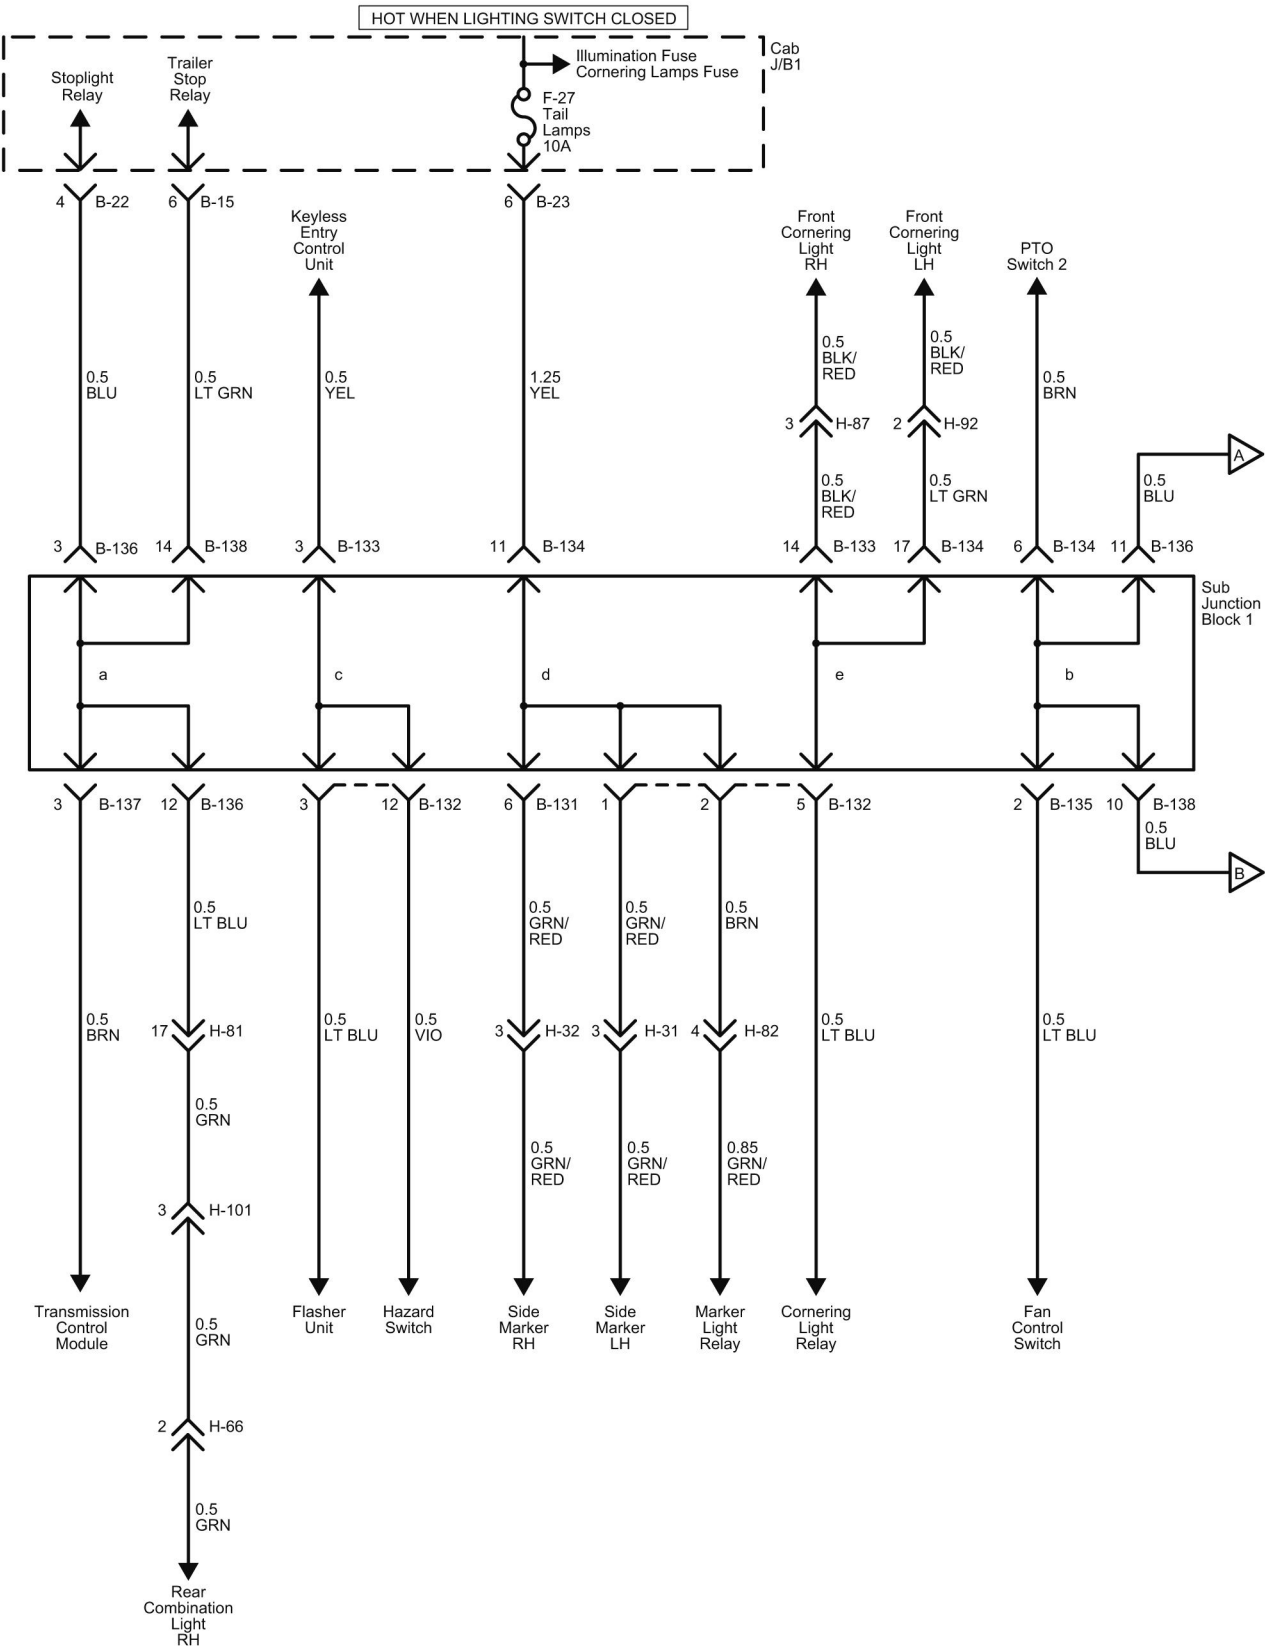 HOT WHEN LIGHTING SWITCH CLOSED
Cab
J/B1
Illumination Fuse
Cornering Lamps Fuse
Stoplight
Relay
Trailer
Stop
Relay
F-27
Tail
Lamps
10A
4 B-22
6 B-15
6 B-23
Keyless
Entry
Control
Unit
Front
Cornering
Light
RH
Front
Cornering
Light
LH
PTO
Switch 2
0.5
BLU
0.5
LT GRN
0.5
YEL
1.25
YEL
0.5
BLK/
RED
0.5
BLK/
RED
0.5
BRN
3 H-87
2 H-92
A
0.5
BLK/
RED
0.5
LT GRN
0.5
BLU
3 B-136
14 B-138
3 B-133
11 B-134
14 B-133
17 B-134
6 B-134
11 B-136
Sub
Junction
Block 1
a
c
d
e
b
3 B-137
12 B-136
3
12 B-132
6 B-131
1
2
5 B-132
2 B-135
10 B-138
0.5
BLU
B
0.5
LT BLU
0.5
GRN/
RED
0.5
GRN/
RED
0.5
BRN
0.5
BRN
17 H-81
0.5
LT BLU
0.5
VIO
3 H-32
3 H-31
4 H-82
0.5
LT BLU
0.5
LT BLU
0.5
GRN
0.5
GRN/
RED
0.5
GRN/
RED
0.85
GRN/
RED
3 H-101
Transmission
Control
Module
0.5
GRN
Flasher
Unit
Hazard
Switch
Side
Marker
RH
Side
Marker
LH
Marker
Light
Relay
Cornering
Light
Relay
Fan
Control
Switch
2 H-66
0.5
GRN
Rear
Combination
Light
RH